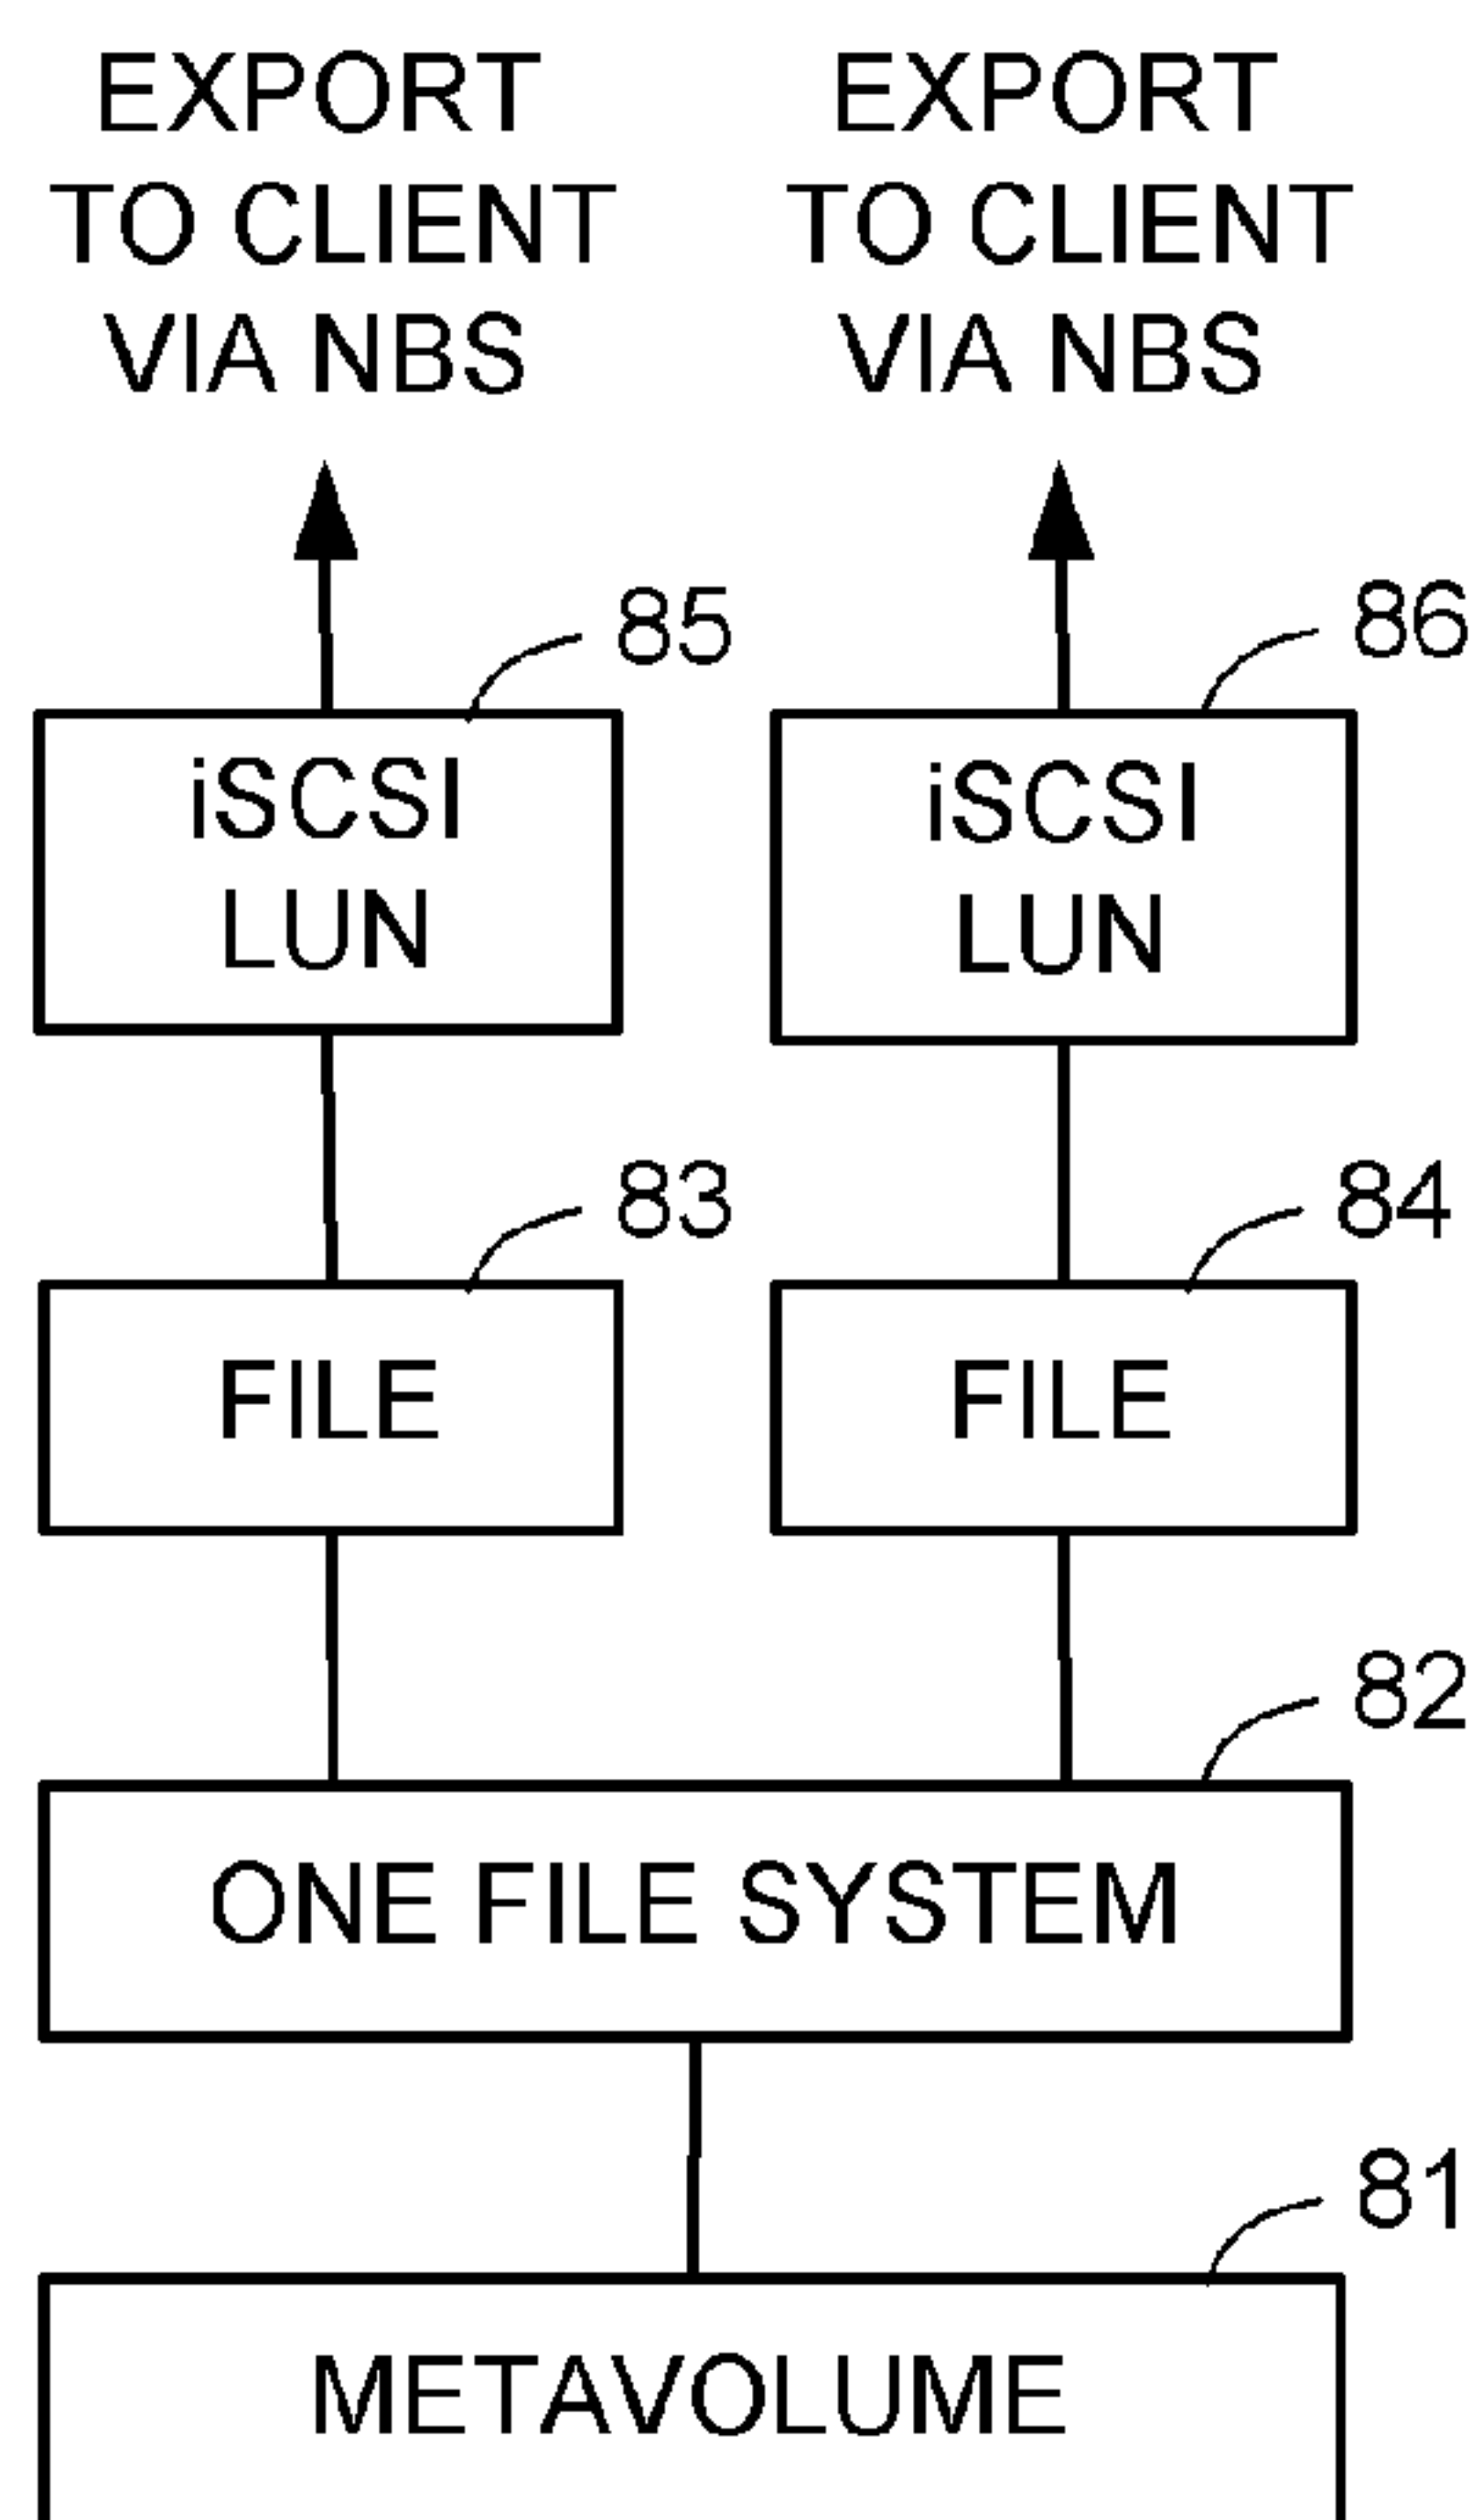 EXPORT
TO CLIENT
VIA NBS
EXPORT
TO CLIENT
VIA NBS
85
86
iSCSI
LUN
iSCSI
LUN
83
84
FILE
FILE
82
ONE FILE SYSTEM
81
METAVOLUME